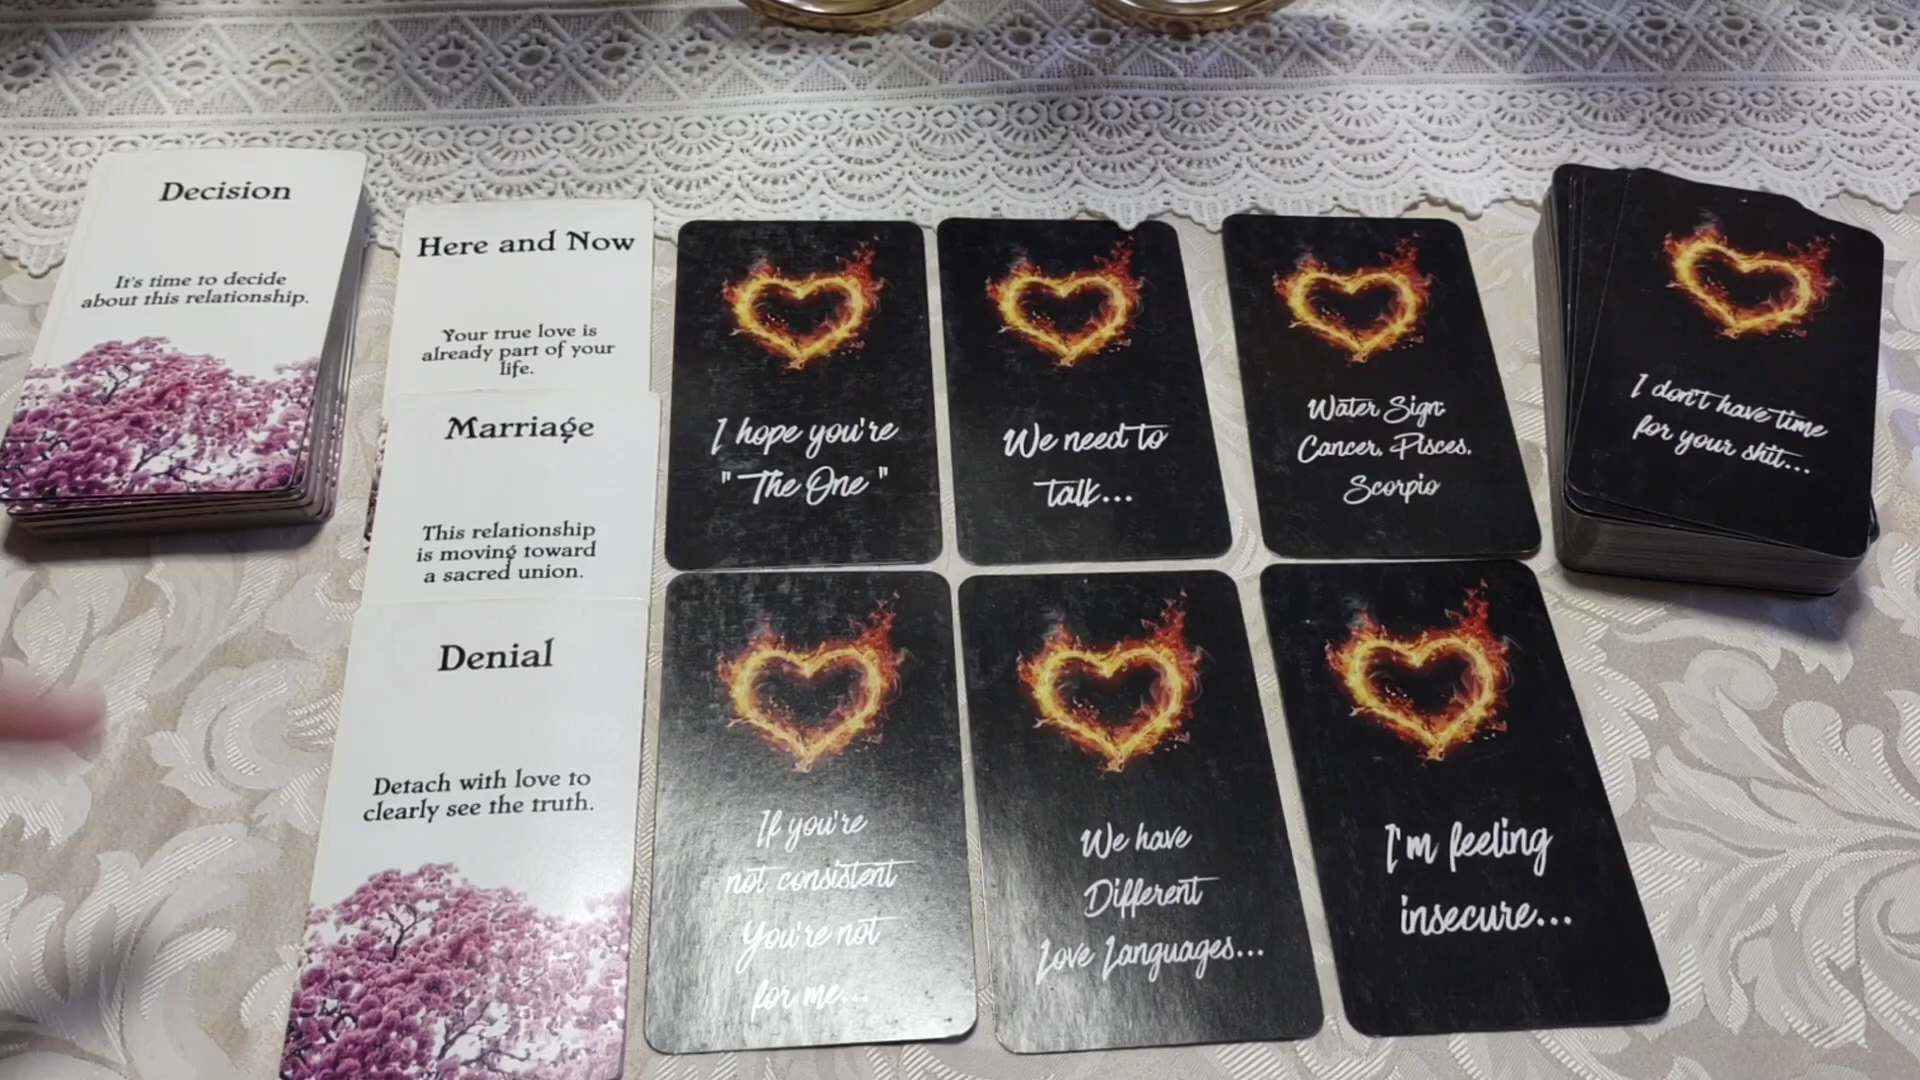 Decision
It's time to decide
about this relationship.
Here and Now
Your true love is
already part of your
life.
Marriage
This relationship
is moving toward
a sacred union.
Denial
Detach with love to
clearly see the truth.
I hope you're
"The One"
We need to
talk...
Water Sign:
Cancer, Pisces,
Scorpio
I don't have time
for your shit...
If you're
not consistent
You're not
for me...
We have
Different
Love Languages...
I'm feeling
insecure...